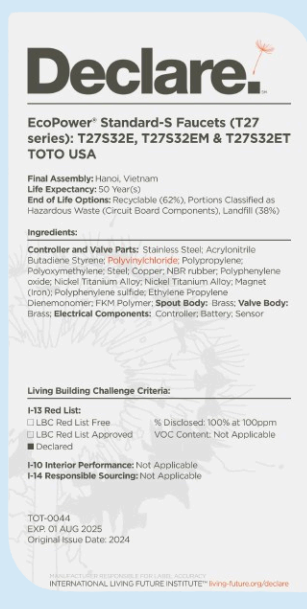 Declare.
EcoPower® Standard-S Faucets (T27
series): T27S32E, T27S32EM & T27S32ET
TOTO USA
Final Assembly: Hanoi, Vietnam
Life Expectancy: 50 Year(s)
End of Life Options: Recyclable (62%), Portions Classified as
Hazardous Waste (Circuit Board Components), Landfill (38%)
Ingredients:
Controller and Valve Parts: Stainless Steel; Acrylonitrile
Butadiene Styrene; Polyvinylchloride; Polypropylene;
Polyoxymethylene; Steel; Copper; NBR rubber; Polyphenylene
oxide; Nickel Titanium Alloy; Nickel Titanium Alloy; Magnet
(Iron); Polyphenylene sulfide; Ethylene Propylene
Dienemonomer; FKM Polymer; Spout Body: Brass; Valve Body:
Brass; Electrical Components: Controller; Battery; Sensor
Living Building Challenge Criteria:
I-13 Red List:
LBC Red List Free % Disclosed: 100% at 100ppm
LBC Red List Approved VOC Content: Not Applicable
Declared
I-10 Interior Performance: Not Applicable
I-14 Responsible Sourcing: Not Applicable
TOT-0044
EXP. 01 AUG 2025
Original Issue Date: 2024
MANUFACTURER RESPONSIBLE FOR LABEL ACCURACY
INTERNATIONAL LIVING FUTURE INSTITUTE™ living-future.org/declare